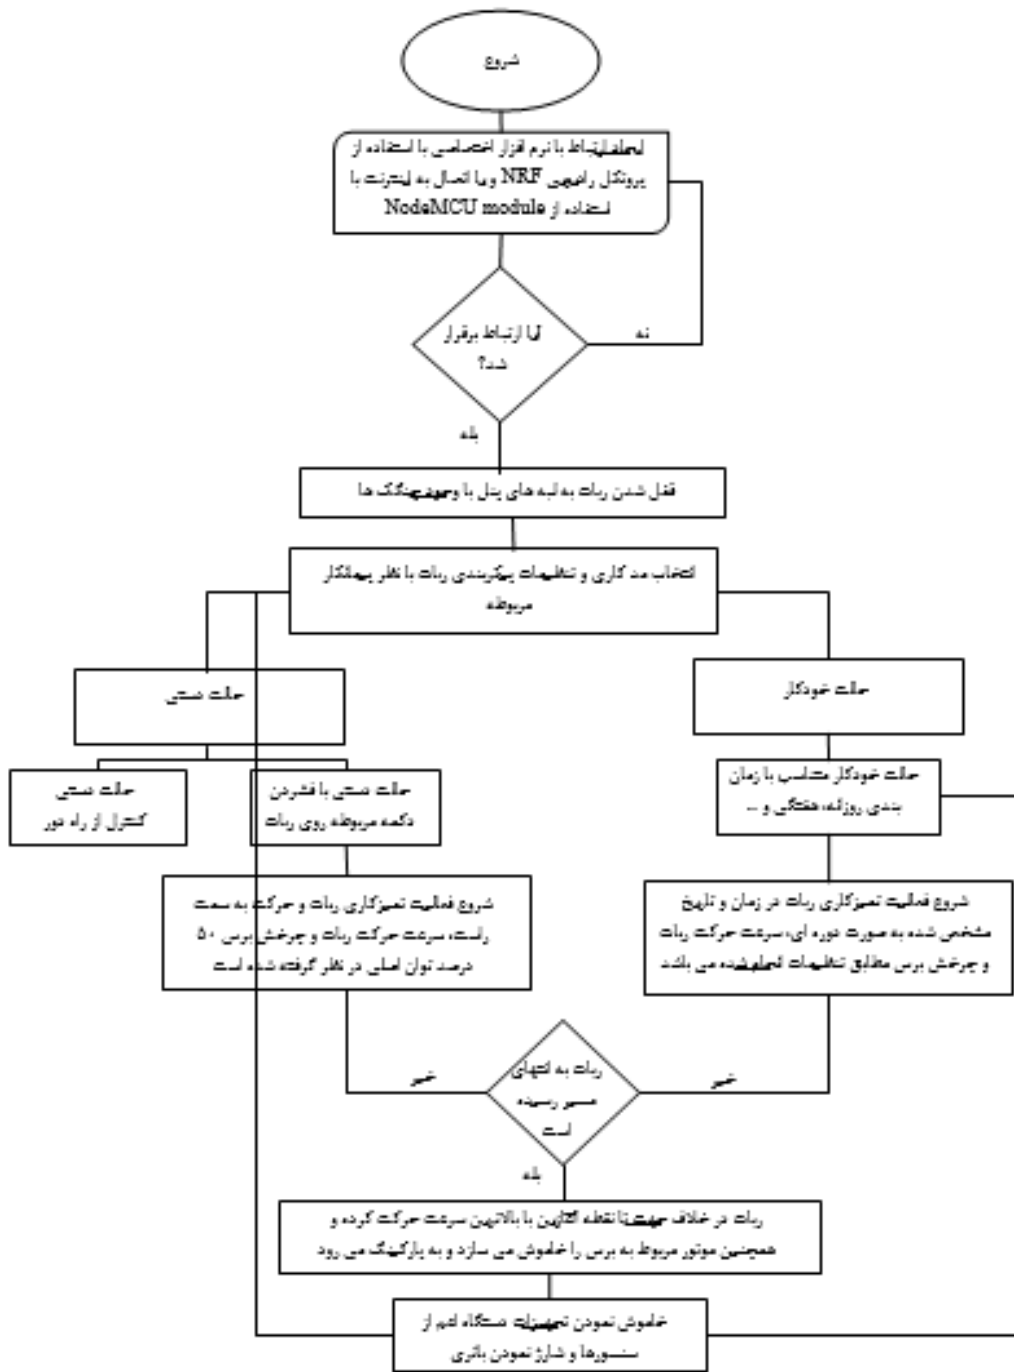 شروع
ایجاد ارتباط با نرم افزار اختصاصی با استفاده از
پروتکل رادیویی NRF و یا اتصال به اینترنت با
استفاده از NodeMCU module
آیا ارتباط برقرار
شد؟
نه
بله
قفل شدن ربات به لبه های پنل با وجود چنگک ها
انتخاب مد کاری و تنظیمات پیکربندی ربات با نظر پیمانکار
مربوطه
حالت خودکار
حالت دستی
حالت خودکار متناسب با زمان
بندی روزانه، هفتگی و ...
حالت دستی با فشردن
دکمه مربوطه روی ربات
حالت دستی
کنترل از راه دور
شروع فعالیت تمیزکاری ربات در زمان و تاریخ
مشخص شده به صورت دوره ای، سرعت حرکت ربات
و چرخش برس مطابق تنظیمات انجام شده می باشد
شروع فعالیت تمیزکاری ربات و حرکت به سمت
راست، سرعت حرکت ربات و چرخش برس ۵۰
درصد توان اصلی در نظر گرفته شده است
ربات به انتهای
مسیر رسیده
است
خیر
خیر
بله
ربات در خلاف جهت تا نقطه آغازین با بالاترین سرعت حرکت کرده و
همچنین موتور مربوط به برس را خاموش می سازد و به پارکینگ می رود
خاموش نمودن تجهیزات دستگاه اعم از
سنسورها و شارژ نمودن باتری